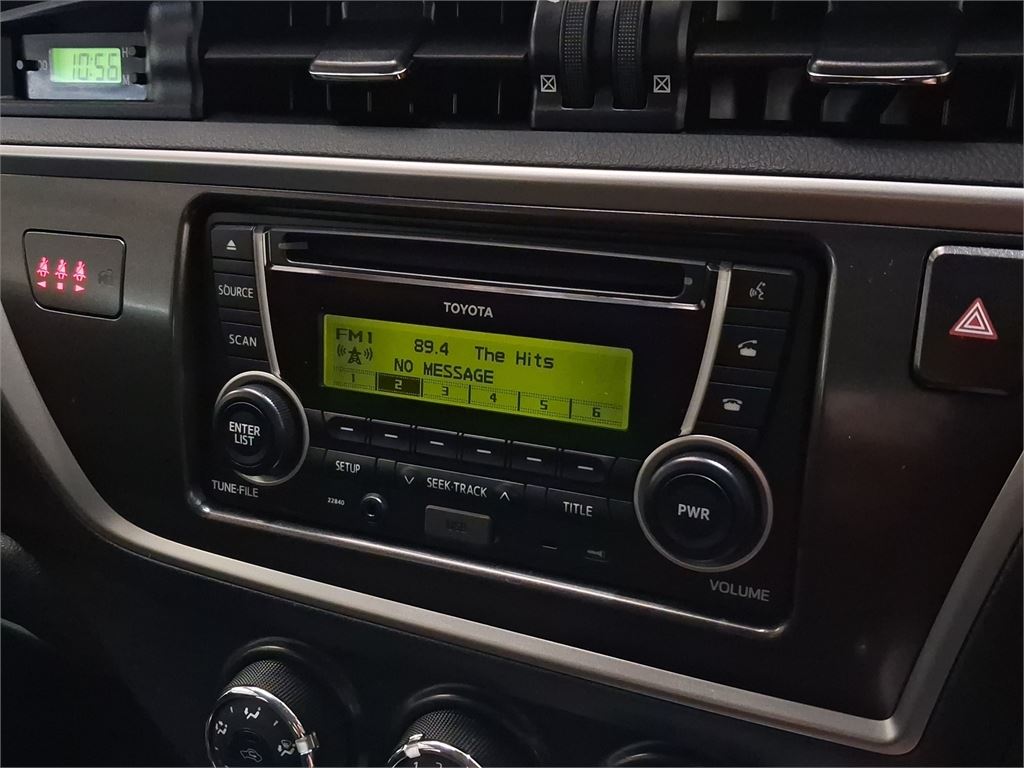 10:56
SOURCE
SCAN
TOYOTA
FM1 89.4 The Hits
NO MESSAGE
1 2 3 4 5 6
ENTER
LIST
TUNE·FILE
SETUP
SEEK·TRACK
TITLE
22840
USB
PWR
VOLUME